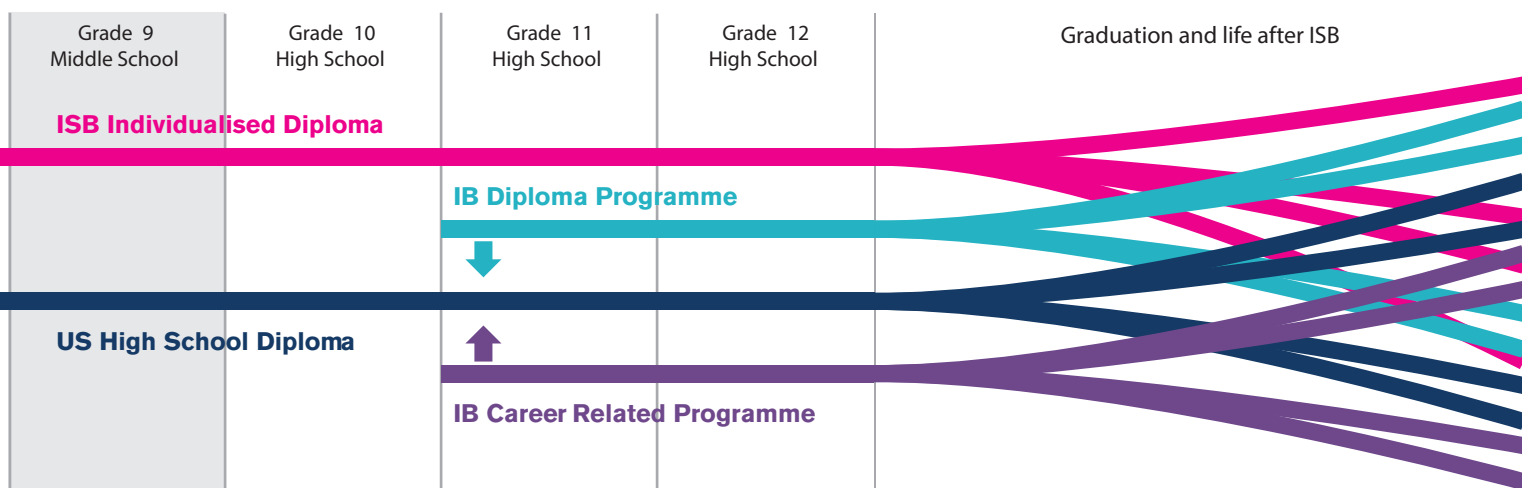 Grade 9
Middle School
Grade 10
High School
Grade 11
High School
Grade 12
High School
Graduation and life after ISB
ISB Individualised Diploma
IB Diploma Programme
US High School Diploma
IB Career Related Programme